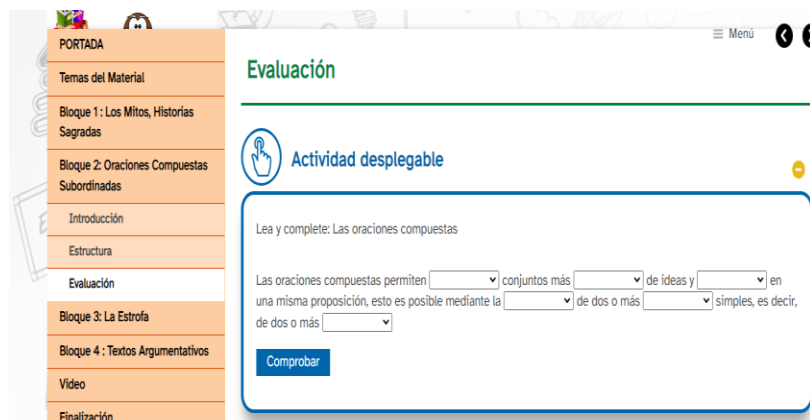 PORTADA
Temas del Material
Bloque 1 : Los Mitos, Historias
Sagradas
Bloque 2: Oraciones Compuestas
Subordinadas
Introducción
Estructura
Evaluación
Bloque 3: La Estrofa
Bloque 4 : Textos Argumentativos
Video
Finalización
Menú
Evaluación
Actividad desplegable
Lea y complete: Las oraciones compuestas
Las oraciones compuestas permiten conjuntos más de ideas y en
una misma proposición, esto es posible mediante la de dos o más simples, es decir,
de dos o más
Comprobar